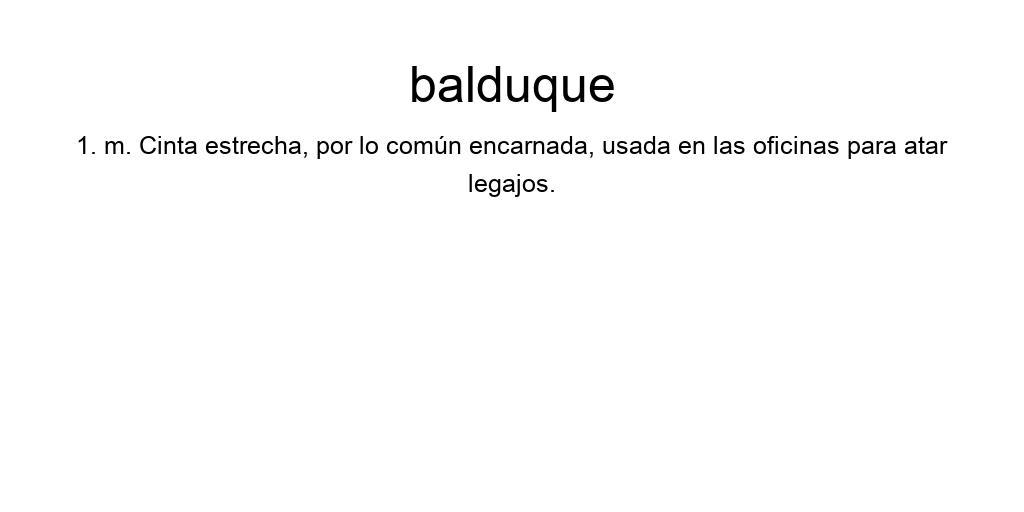 balduque
1. m. Cinta estrecha, por lo común encarnada, usada en las oficinas para atar
legajos.